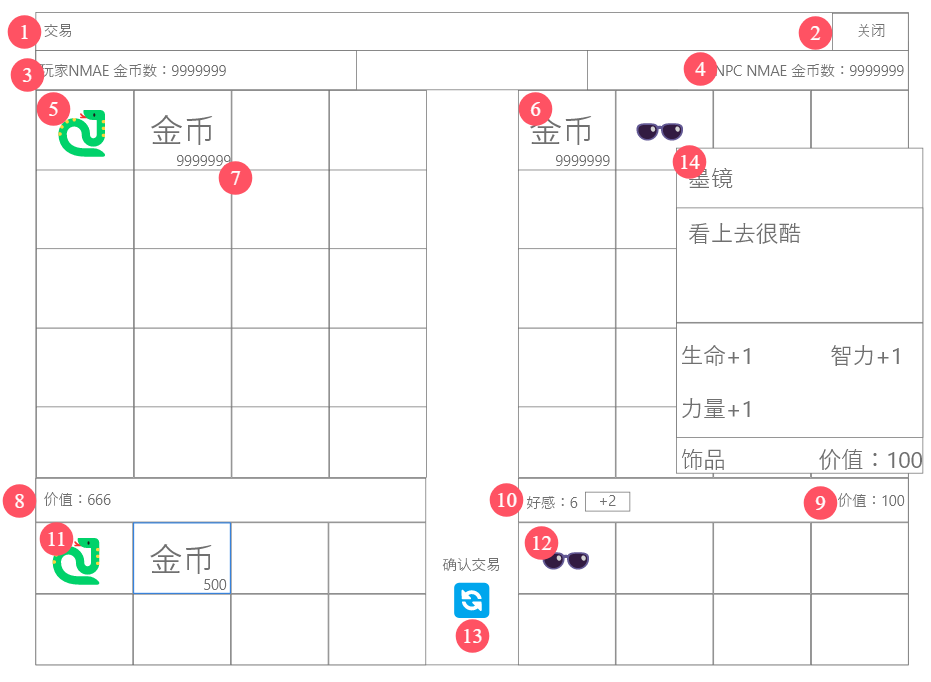 1 交易
2 关闭
3 玩家NMAE 金币数：9999999
4 NPC NMAE 金币数：9999999
5
金币
9999999
7
6
金币
9999999
14
墨镜
看上去很酷
生命+1 智力+1
力量+1
饰品 价值：100
8 价值：666
10 好感：6 +2
9 价值：100
11
金币
500
12
确认交易
13